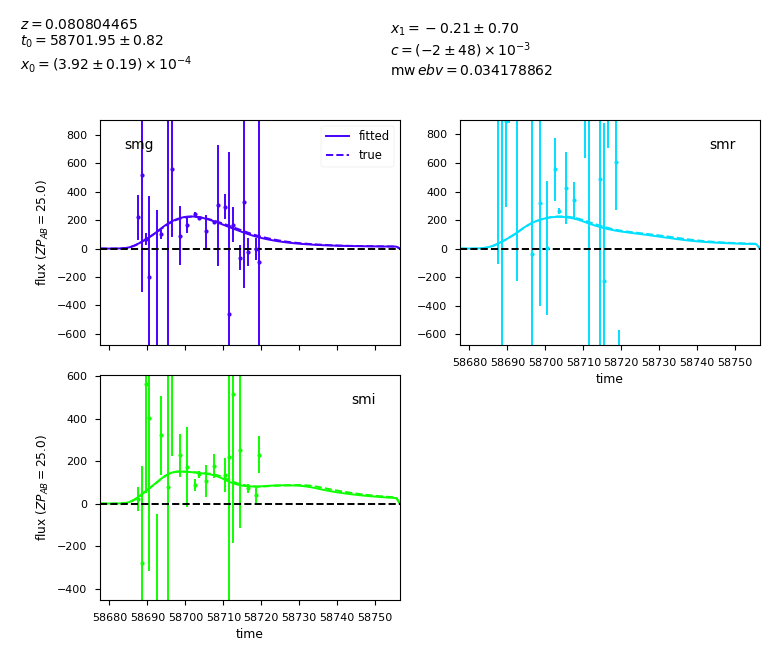 z = 0.080804465
t₀ = 58701.95 ± 0.82
x₀ = (3.92 ± 0.19) × 10⁻⁴
x₁ = −0.21 ± 0.70
c = (−2 ± 48) × 10⁻³
mw ebv = 0.034178862
smg
fitted
true
800
600
400
200
0
−200
−400
−600
flux (ZP_AB = 25.0)
smr
800
600
400
200
0
−200
−400
−600
58680 58690 58700 58710 58720 58730 58740 58750
time
smi
600
400
200
0
−200
−400
flux (ZP_AB = 25.0)
58680 58690 58700 58710 58720 58730 58740 58750
time